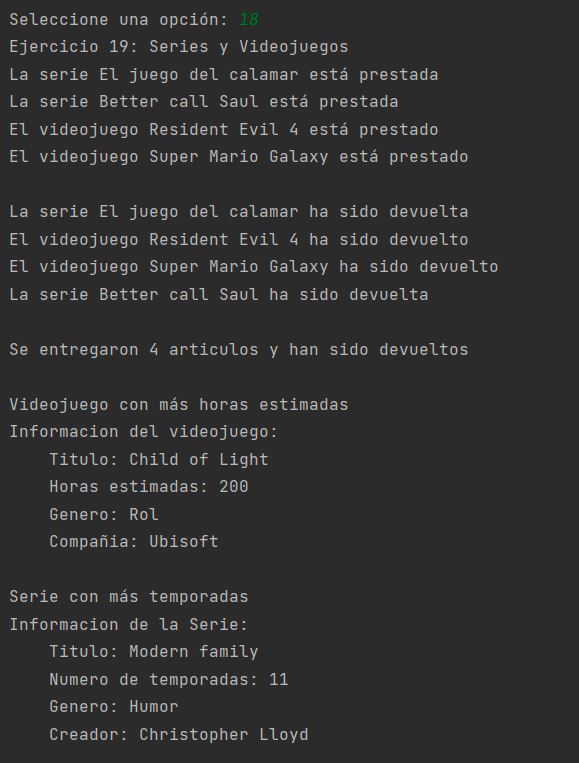 Seleccione una opción: 18
Ejercicio 19: Series y Videojuegos
La serie El juego del calamar está prestada
La serie Better call Saul está prestada
El videojuego Resident Evil 4 está prestado
El videojuego Super Mario Galaxy está prestado
La serie El juego del calamar ha sido devuelta
El videojuego Resident Evil 4 ha sido devuelto
El videojuego Super Mario Galaxy ha sido devuelto
La serie Better call Saul ha sido devuelta
Se entregaron 4 articulos y han sido devueltos
Videojuego con más horas estimadas
Informacion del videojuego:
Titulo: Child of Light
Horas estimadas: 200
Genero: Rol
Compañia: Ubisoft
Serie con más temporadas
Informacion de la Serie:
Titulo: Modern family
Numero de temporadas: 11
Genero: Humor
Creador: Christopher Lloyd